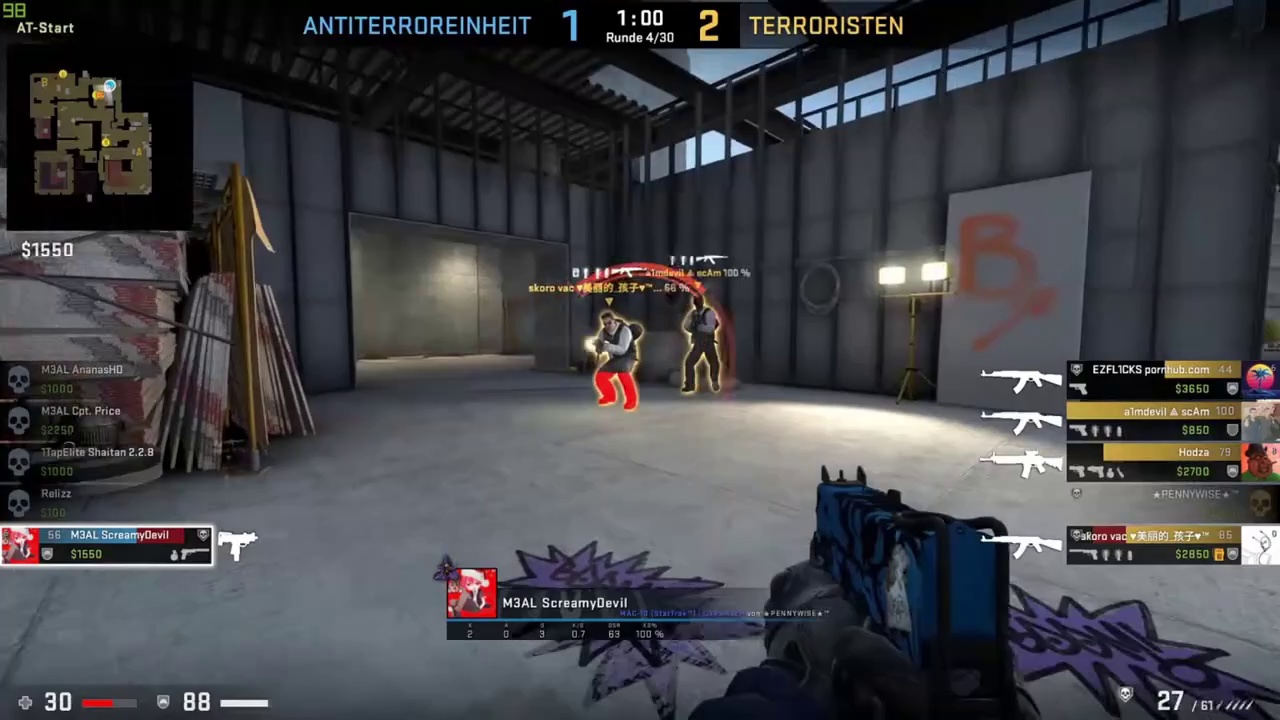 98
AT-Start
ANTITERROREINHEIT 1 1:00 2 TERRORISTEN
Runde 4/30
B
A
$1550
a1mdevil ⩓ scAm 100 %
skoro vac ♥美丽的_孩子♥™... 66 %
B
M3AL AnanasHD
$1000
M3AL Cpt. Price
$2250
1TapElite Shaitan 2.2.8
$1000
Relizz
$100
56 M3AL ScreamyDevil
$1550
EZFL1CKS pornhub.com 44
$3650
a1mdevil ⩓ scAm 100
$850
Hodza 79
$2700
★PENNYWISE★™
skoro vac ♥美丽的_孩子♥™ 85
$2850
M3AL ScreamyDevil
von ★PENNYWISE★™
2 0 3 0.7 63 100 %
30 88
27 / 61